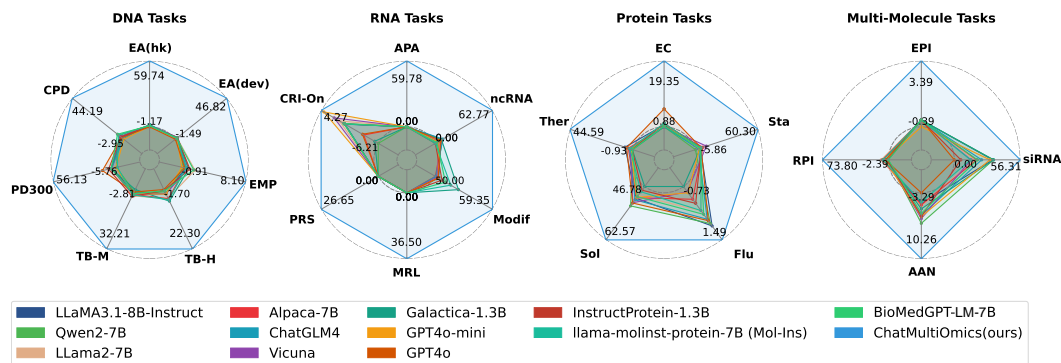 DNA Tasks
EA(hk)
59.74
EA(dev)
46.82
CPD
44.19
-1.17
-1.49
-2.95
-0.91
-5.76
EMP
8.10
PD300
56.13
-2.81
-1.70
TB-M
32.21
TB-H
22.30
RNA Tasks
APA
59.78
CRI-On
4.27
ncRNA
62.77
0.00
0.00
-6.21
0.00
50.00
0.00
PRS
26.65
Modif
59.35
MRL
36.50
Protein Tasks
EC
19.35
Ther
44.59
Sta
60.30
0.88
-0.93
-5.86
46.78
-0.73
Sol
62.57
Flu
1.49
Multi-Molecule Tasks
EPI
3.39
-0.39
RPI
73.80
-2.39
0.00
siRNA
56.31
-3.29
10.26
AAN
LLaMA3.1-8B-Instruct
Qwen2-7B
LLama2-7B
Alpaca-7B
ChatGLM4
Vicuna
Galactica-1.3B
GPT4o-mini
GPT4o
InstructProtein-1.3B
llama-molinst-protein-7B (Mol-Ins)
BioMedGPT-LM-7B
ChatMultiOmics(ours)